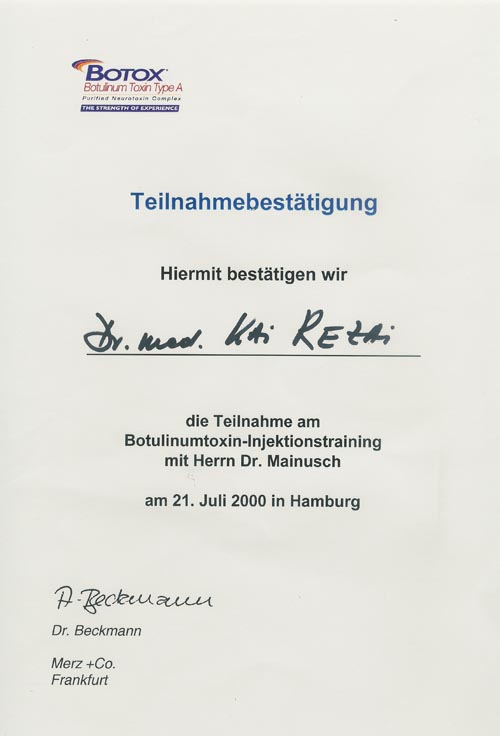 BOTOX®
Botulinum Toxin Type A
Purified Neurotoxin Complex
THE STRENGTH OF EXPERIENCE
Teilnahmebestätigung
Hiermit bestätigen wir
Dr. med. Kai Rezai
die Teilnahme am
Botulinumtoxin-Injektionstraining
mit Herrn Dr. Mainusch
am 21. Juli 2000 in Hamburg
A. Beckmann
Dr. Beckmann
Merz +Co.
Frankfurt